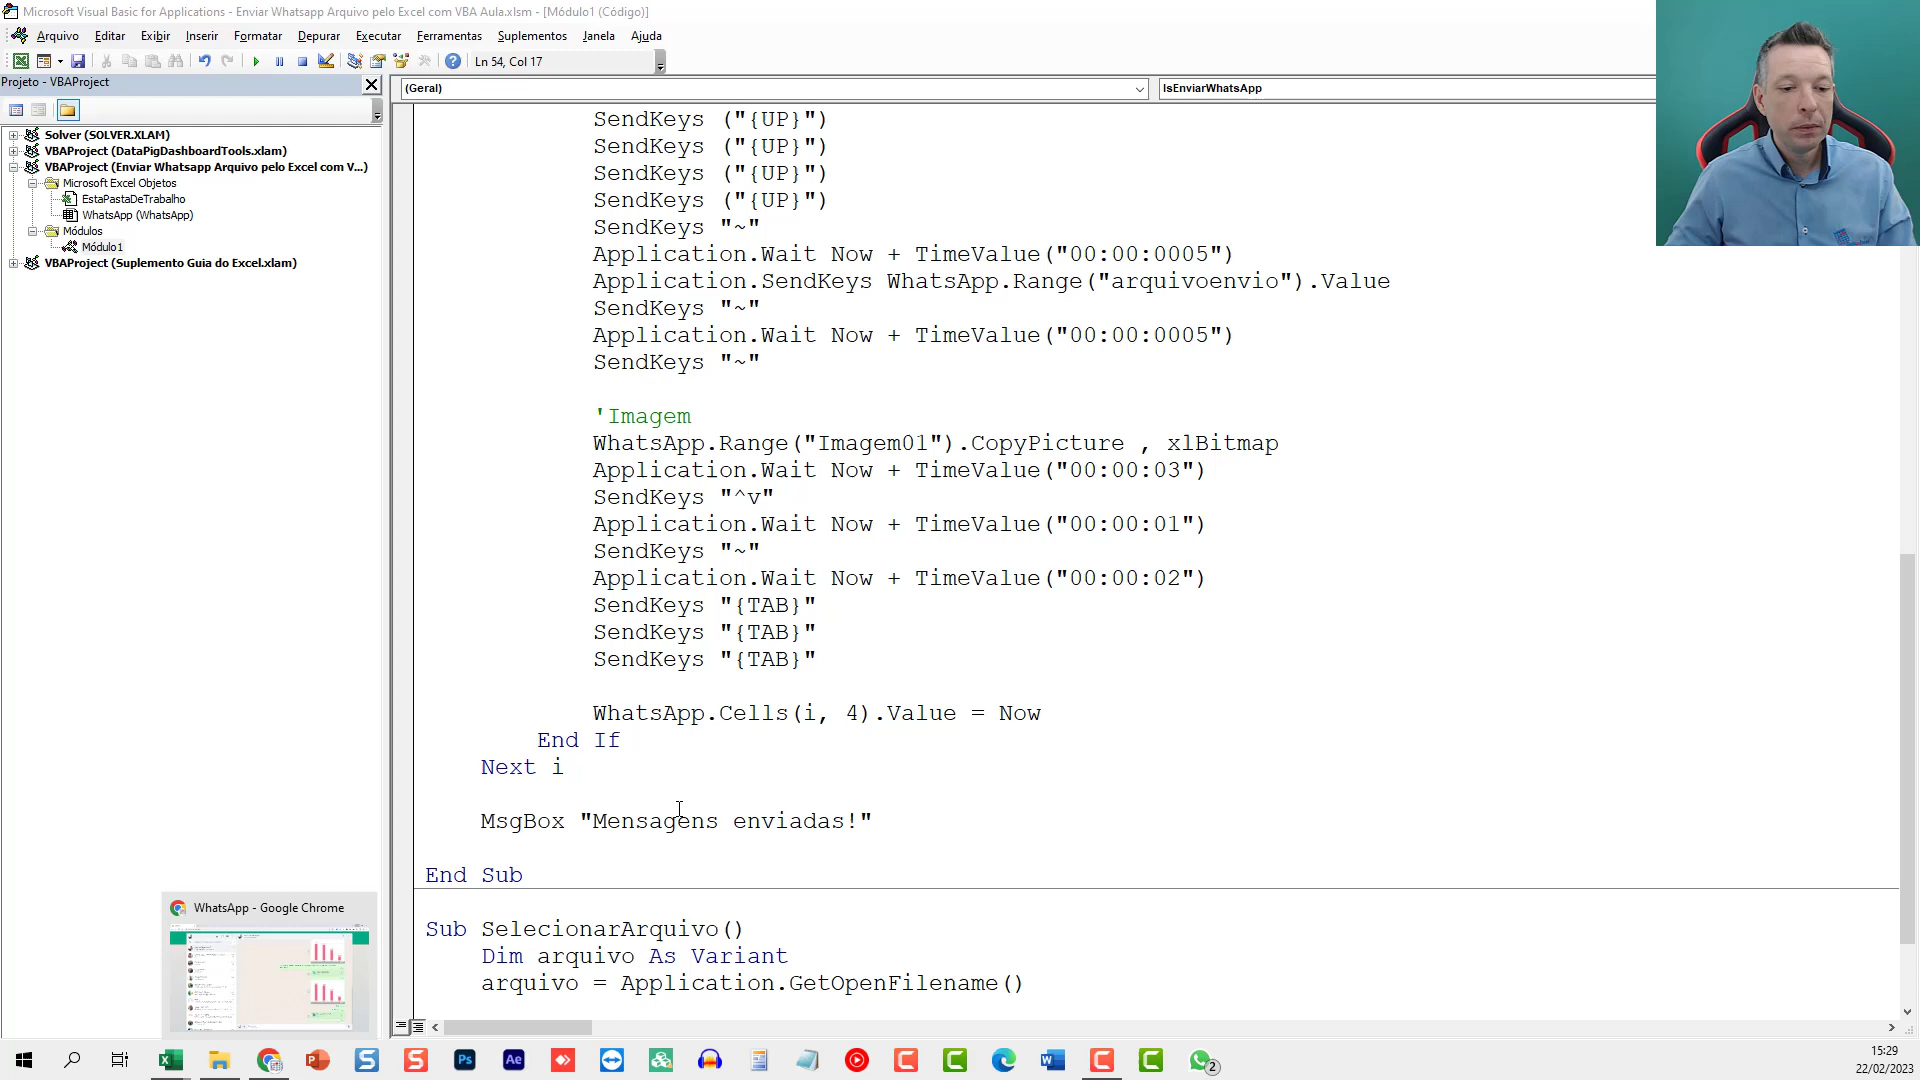 Microsoft Visual Basic for Applications - Enviar Whatsapp Arquivo pelo Excel com VBA Aula.xlsm - [Módulo1 (Código)]
Arquivo Editar Exibir Inserir Formatar Depurar Executar Ferramentas Suplementos Janela Ajuda
Ln 54, Col 17
Projeto - VBAProject
Solver (SOLVER.XLAM)
VBAProject (DataPigDashboardTools.xlam)
VBAProject (Enviar Whatsapp Arquivo pelo Excel com V...)
Microsoft Excel Objetos
EstaPastaDeTrabalho
WhatsApp (WhatsApp)
Módulos
Módulo1
VBAProject (Suplemento Guia do Excel.xlam)
(Geral)
lsEnviarWhatsApp
SendKeys ("{UP}")
SendKeys ("{UP}")
SendKeys ("{UP}")
SendKeys ("{UP}")
SendKeys "~"
Application.Wait Now + TimeValue("00:00:0005")
Application.SendKeys WhatsApp.Range("arquivoenvio").Value
SendKeys "~"
Application.Wait Now + TimeValue("00:00:0005")
SendKeys "~"
'Imagem
WhatsApp.Range("Imagem01").CopyPicture , xlBitmap
Application.Wait Now + TimeValue("00:00:03")
SendKeys "^v"
Application.Wait Now + TimeValue("00:00:01")
SendKeys "~"
Application.Wait Now + TimeValue("00:00:02")
SendKeys "{TAB}"
SendKeys "{TAB}"
SendKeys "{TAB}"
WhatsApp.Cells(i, 4).Value = Now
End If
Next i
MsgBox "Mensagens enviadas!"
End Sub
Sub SelecionarArquivo()
Dim arquivo As Variant
arquivo = Application.GetOpenFilename()
WhatsApp - Google Chrome
Ps
Ae
2
15:29
22/02/2023